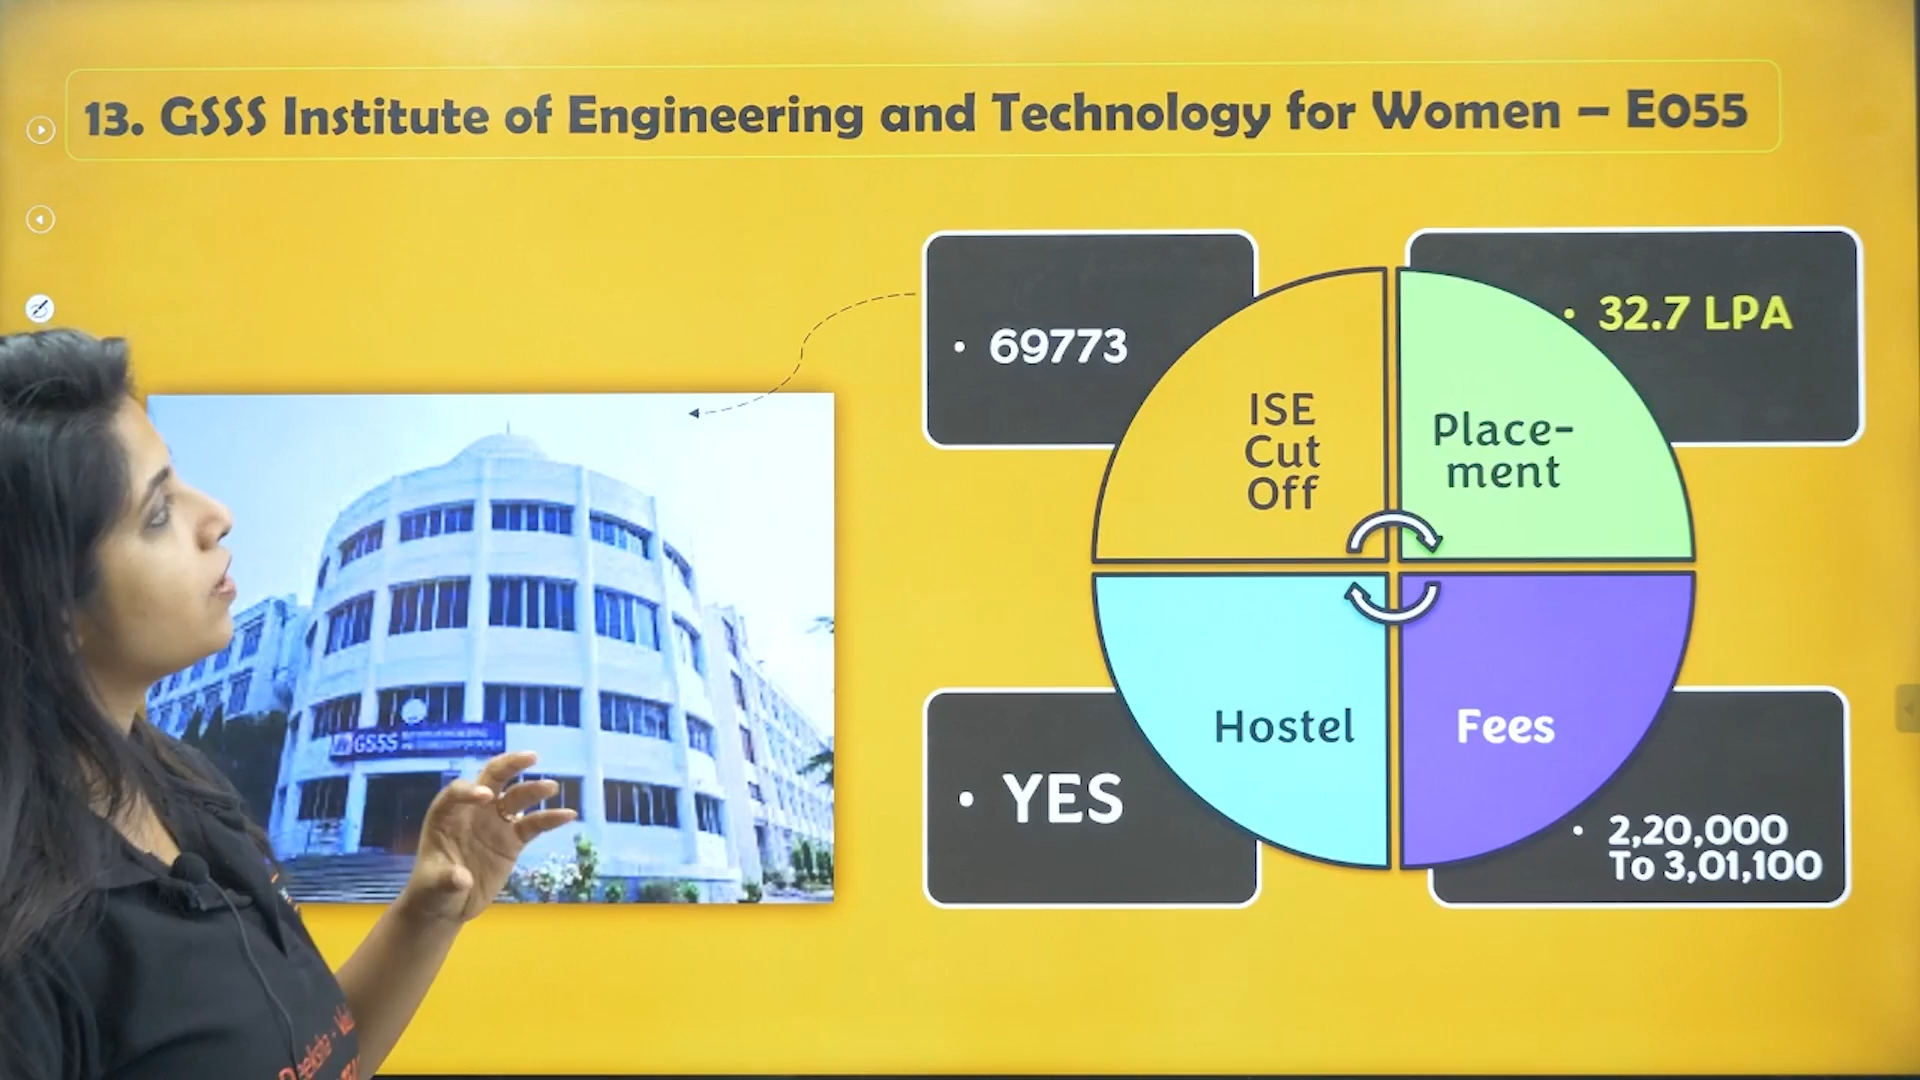 13. GSSS Institute of Engineering and Technology for Women – E055
• 69773
• 32.7 LPA
ISE
Cut
Off
Place-
ment
Hostel
Fees
• YES
• 2,20,000
To 3,01,100
GSSS
Deeksha